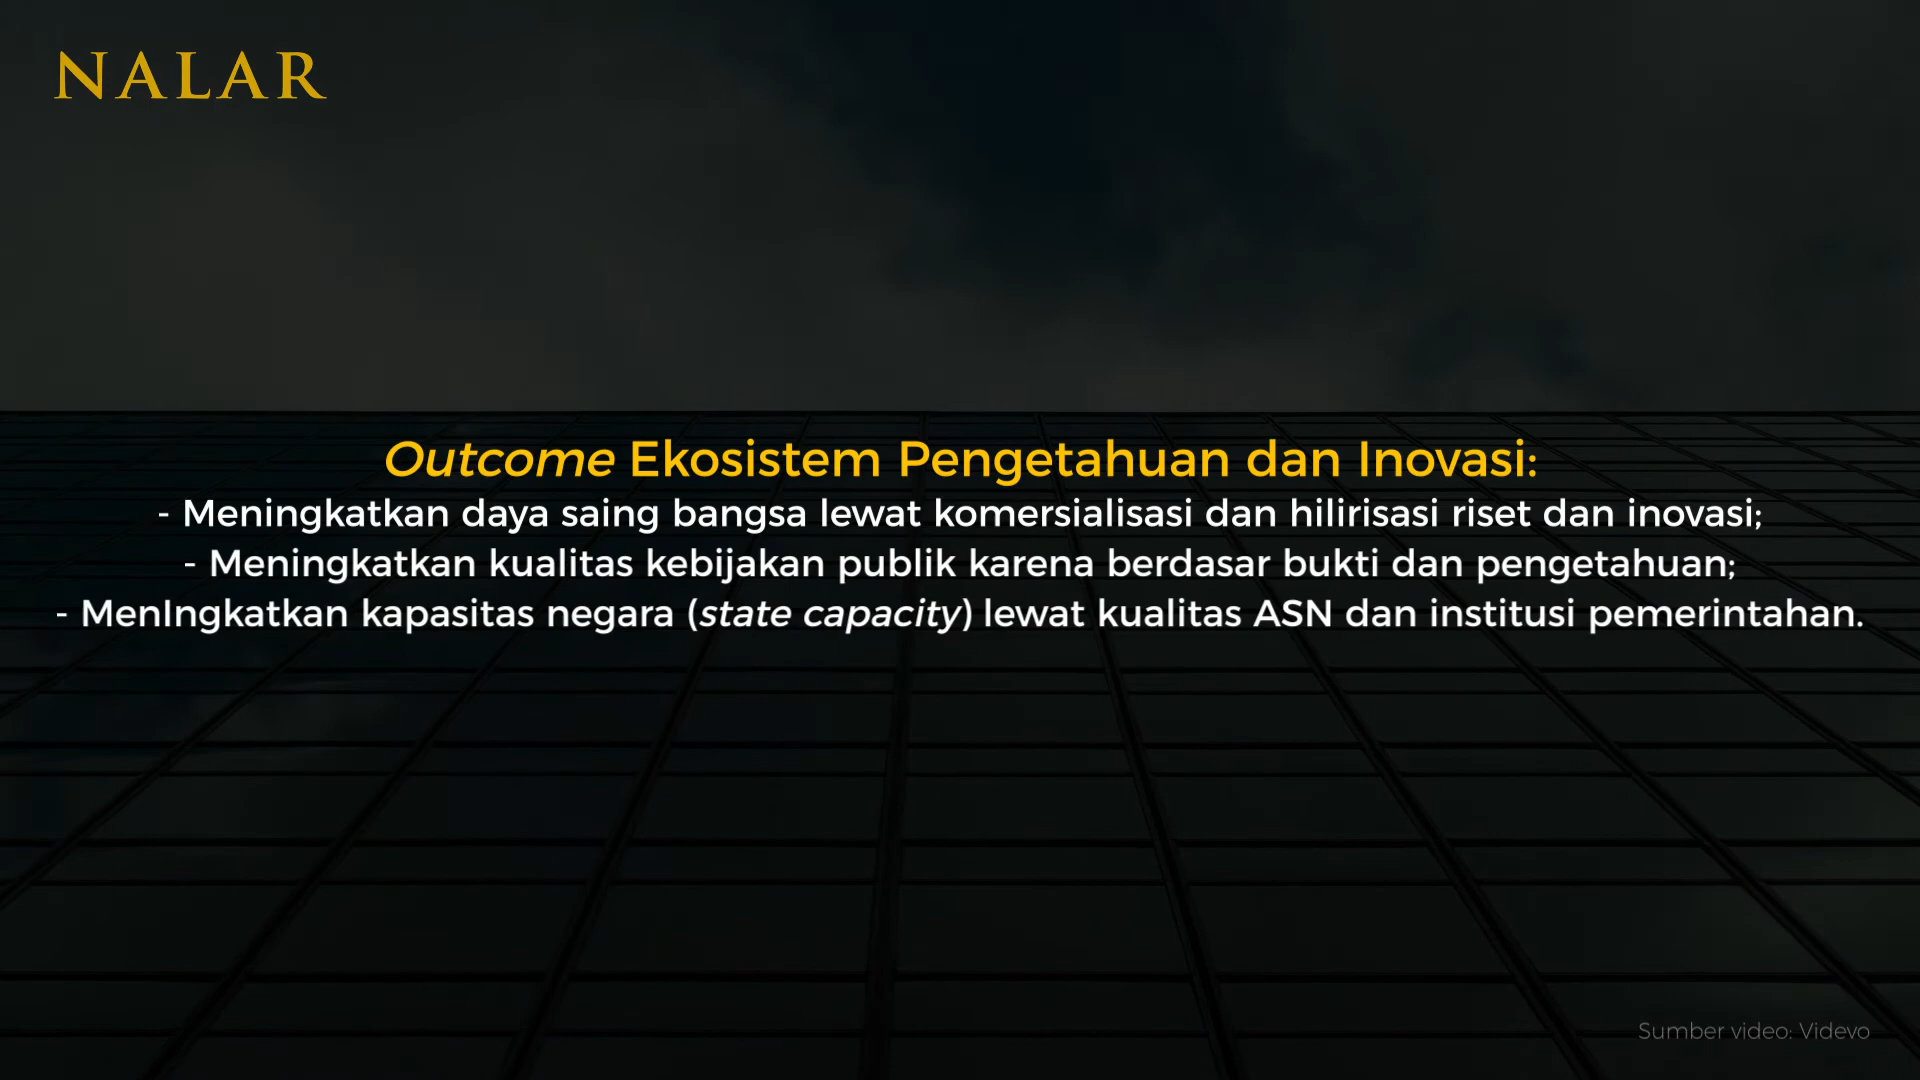 NALAR
Outcome Ekosistem Pengetahuan dan Inovasi:
- Meningkatkan daya saing bangsa lewat komersialisasi dan hilirisasi riset dan inovasi;
- Meningkatkan kualitas kebijakan publik karena berdasar bukti dan pengetahuan;
- MenIngkatkan kapasitas negara (state capacity) lewat kualitas ASN dan institusi pemerintahan.
Sumber video: Videvo